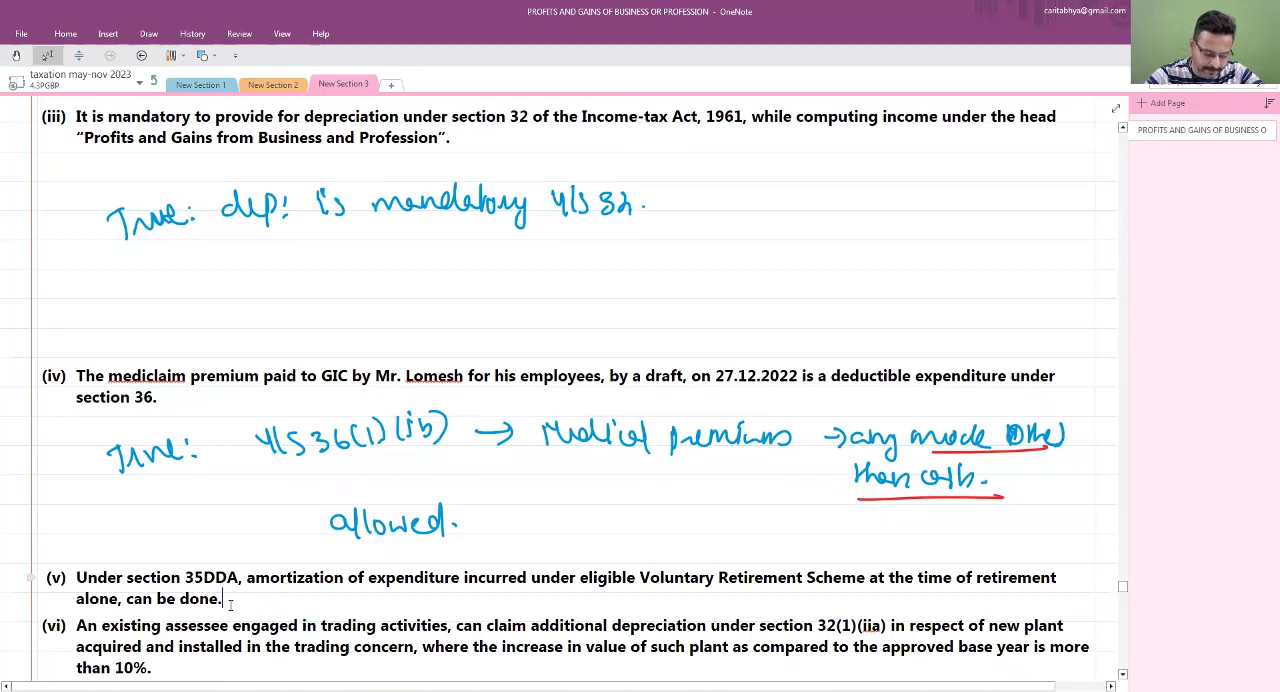 PROFITS AND GAINS OF BUSINESS OR PROFESSION - OneNote
caritabhya@gmail.com
File Home Insert Draw History Review View Help
taxation may-nov 2023
4.3PGBP
5
New Section 1 New Section 2 New Section 3 +
Add Page
PROFITS AND GAINS OF BUSINESS O
(iii) It is mandatory to provide for depreciation under section 32 of the Income-tax Act, 1961, while computing income under the head
“Profits and Gains from Business and Profession”.
True: dep! is mandatory u/s 32.
(iv) The mediclaim premium paid to GIC by Mr. Lomesh for his employees, by a draft, on 27.12.2022 is a deductible expenditure under
section 36.
True: u/s 36(1)(ib) → Medical premiums → any mode other
than cash.
allowed.
(v) Under section 35DDA, amortization of expenditure incurred under eligible Voluntary Retirement Scheme at the time of retirement
alone, can be done.
(vi) An existing assessee engaged in trading activities, can claim additional depreciation under section 32(1)(iia) in respect of new plant
acquired and installed in the trading concern, where the increase in value of such plant as compared to the approved base year is more
than 10%.